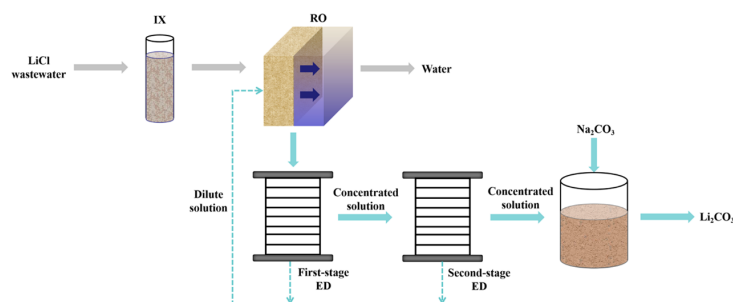 IX
RO
LiCl
wastewater
Water
Na₂CO₃
Dilute
solution
Concentrated
solution
Concentrated
solution
Li₂CO₃
First-stage
ED
Second-stage
ED